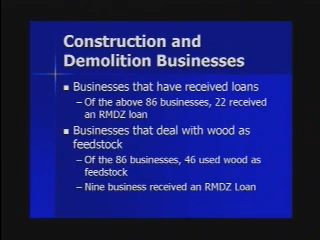 Construction and
Demolition Businesses
Businesses that have received loans
– Of the above 86 businesses, 22 received
an RMDZ loan
Businesses that deal with wood as
feedstock
– Of the 86 businesses, 46 used wood as
feedstock
– Nine business received an RMDZ Loan